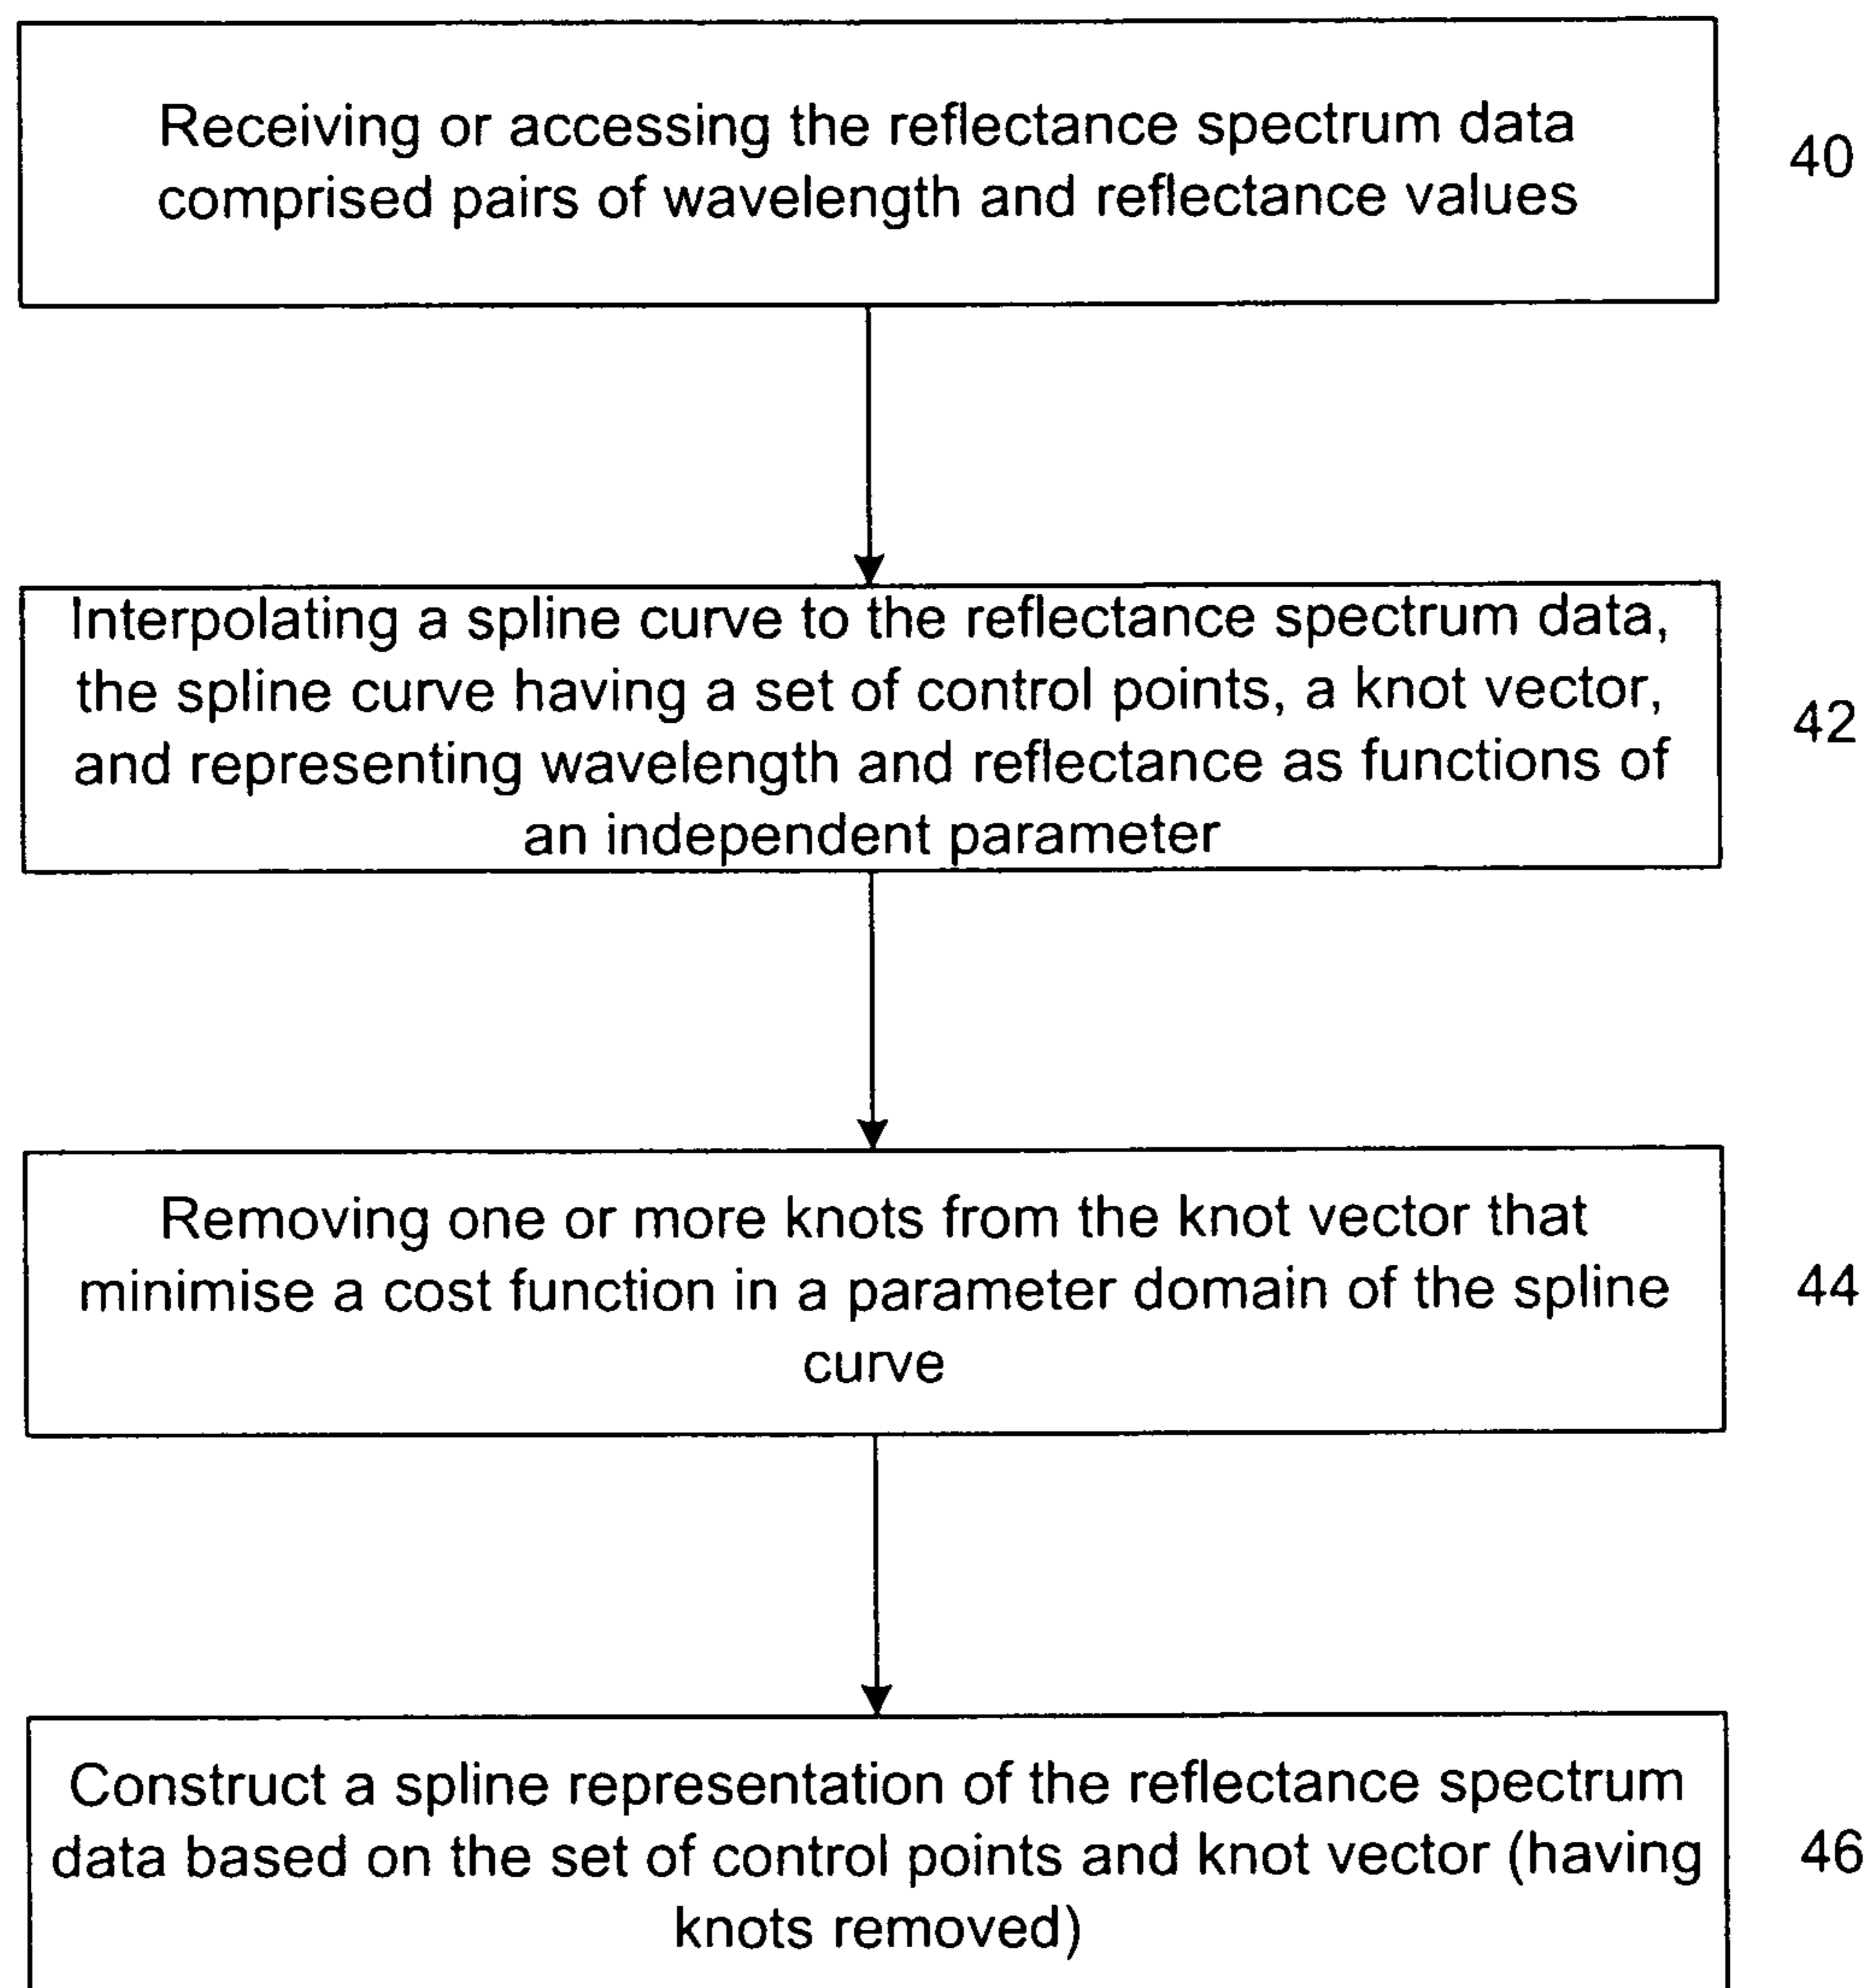 Receiving or accessing the reflectance spectrum data
comprised pairs of wavelength and reflectance values
40
Interpolating a spline curve to the reflectance spectrum data,
the spline curve having a set of control points, a knot vector,
and representing wavelength and reflectance as functions of
an independent parameter
42
Removing one or more knots from the knot vector that
minimise a cost function in a parameter domain of the spline
curve
44
Construct a spline representation of the reflectance spectrum
data based on the set of control points and knot vector (having
knots removed)
46